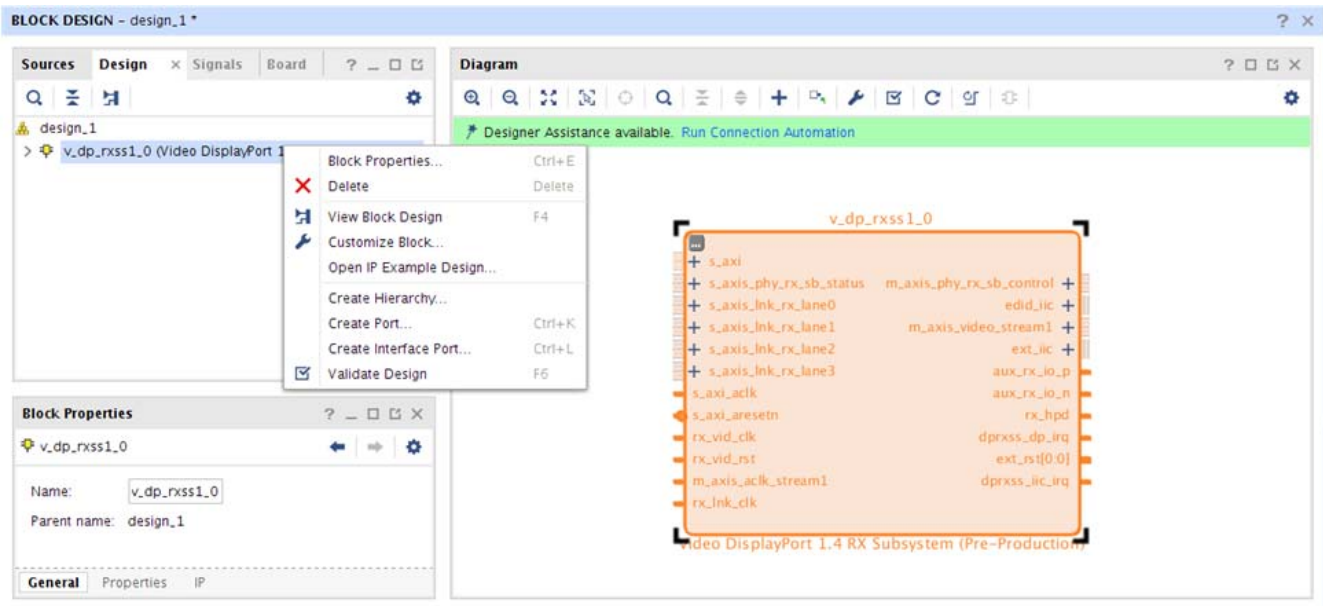 BLOCK DESIGN - design_1 *
Sources Design × Signals Board
design_1
v_dp_rxss1_0 (Video DisplayPort 1
Block Properties... Ctrl+E
Delete Delete
View Block Design F4
Customize Block...
Open IP Example Design...
Create Hierarchy...
Create Port... Ctrl+K
Create Interface Port... Ctrl+L
Validate Design F6
Block Properties
v_dp_rxss1_0
Name: v_dp_rxss1_0
Parent name: design_1
General Properties IP
Diagram
Designer Assistance available. Run Connection Automation
v_dp_rxss1_0
s_axi
s_axis_phy_rx_sb_status m_axis_phy_rx_sb_control
s_axis_lnk_rx_lane0 edid_iic
s_axis_lnk_rx_lane1 m_axis_video_stream1
s_axis_lnk_rx_lane2 ext_iic
s_axis_lnk_rx_lane3 aux_rx_io_p
s_axi_aclk aux_rx_io_n
s_axi_aresetn rx_hpd
rx_vid_clk dprxss_dp_irq
rx_vid_rst ext_rst[0:0]
m_axis_aclk_stream1 dprxss_iic_irq
rx_lnk_clk
Video DisplayPort 1.4 RX Subsystem (Pre-Production)